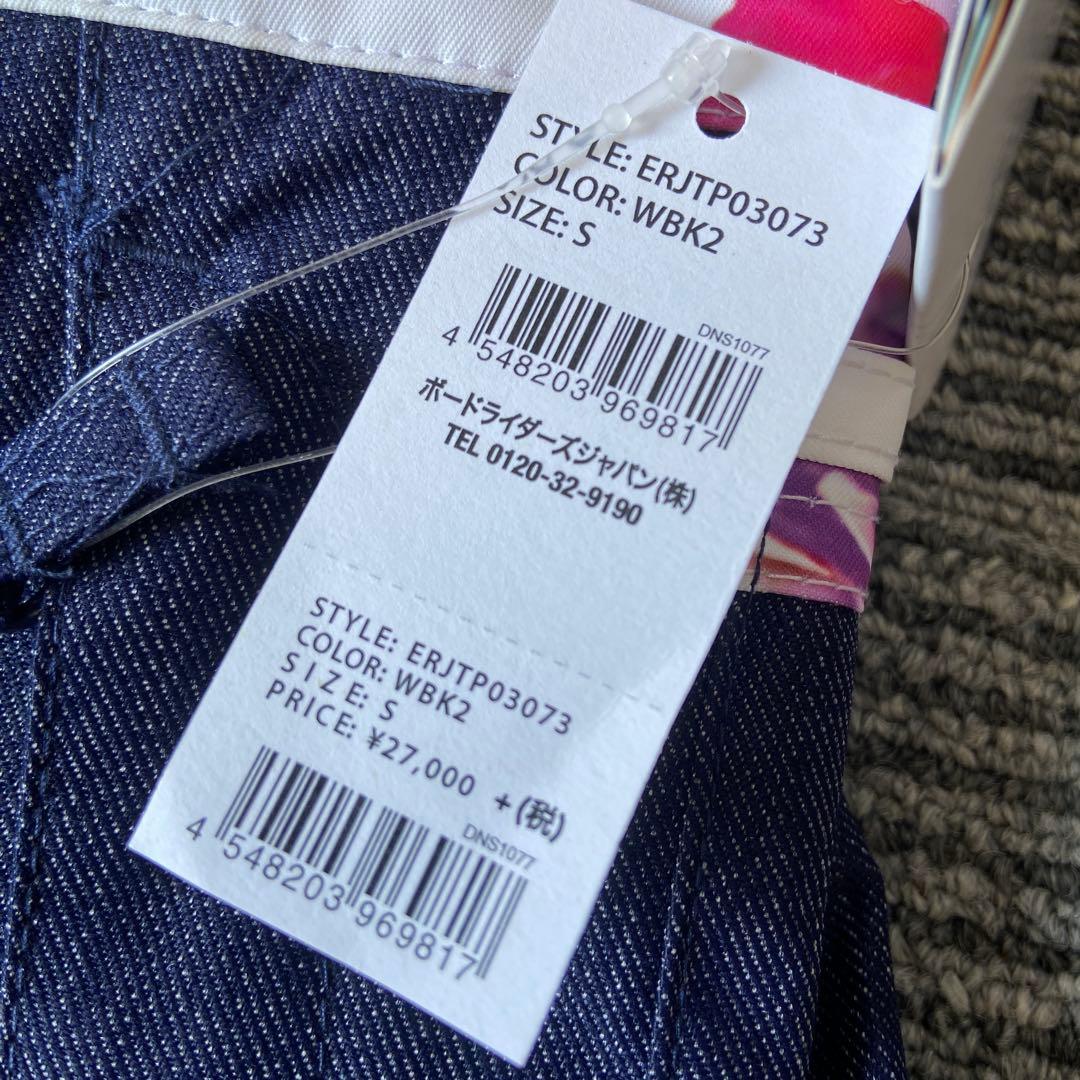 STYLE: ERJTP03073
COLOR: WBK2
SIZE: S
DNS1077
4 548203 969817
ボードライダーズジャパン(株)
TEL 0120-32-9190
STYLE: ERJTP03073
COLOR: WBK2
SIZE: S
PRICE: ¥27,000 +(税)
DNS1077
4 548203 969817